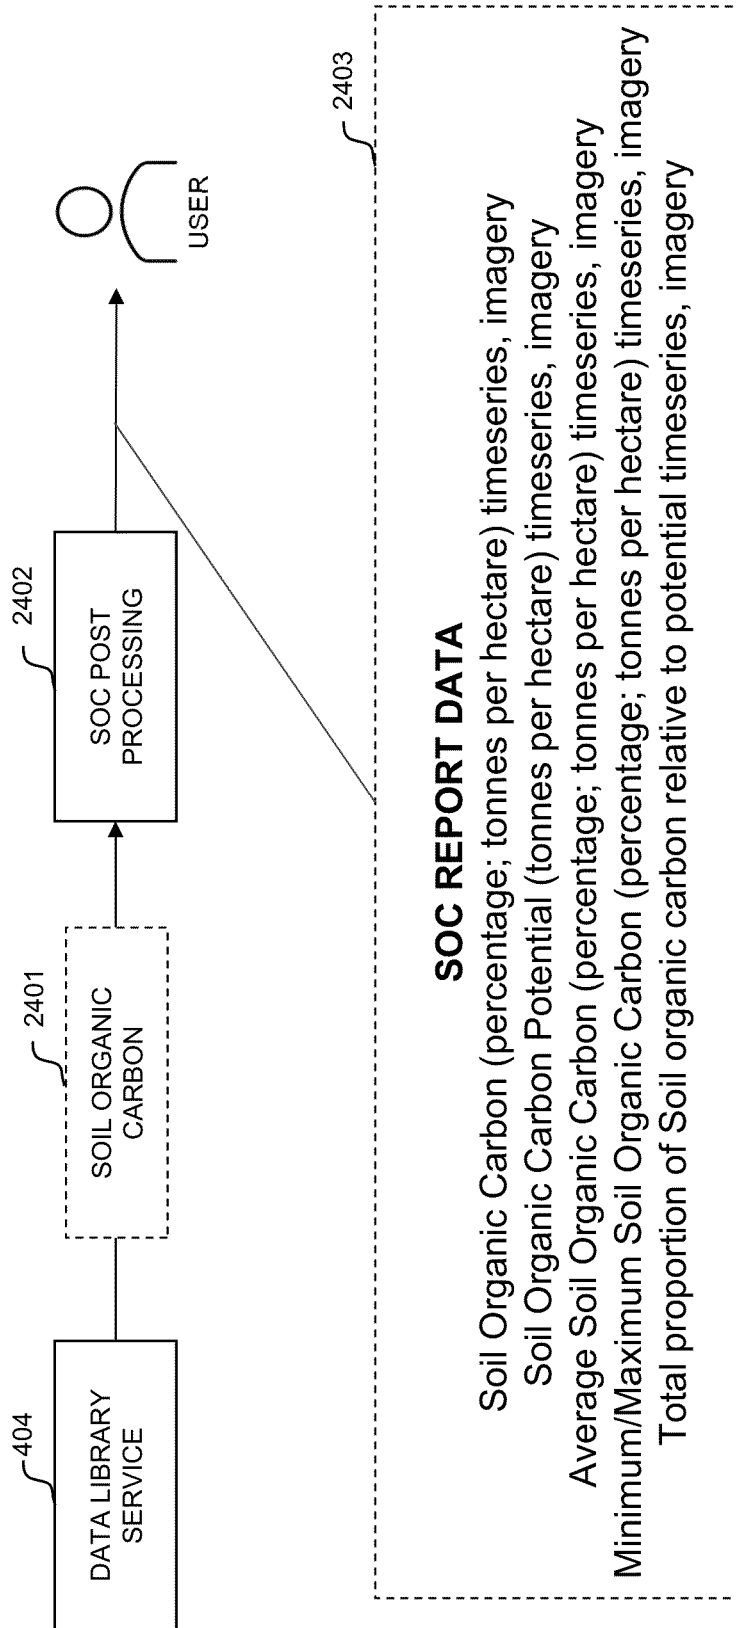 404
DATA LIBRARY
SERVICE
2401
SOIL ORGANIC
CARBON
2402
SOC POST
PROCESSING
USER
2403
SOC REPORT DATA
Soil Organic Carbon (percentage; tonnes per hectare) timeseries, imagery
Soil Organic Carbon Potential (tonnes per hectare) timeseries, imagery
Average Soil Organic Carbon (percentage; tonnes per hectare) timeseries, imagery
Minimum/Maximum Soil Organic Carbon (percentage; tonnes per hectare) timeseries, imagery
Total proportion of Soil organic carbon relative to potential timeseries, imagery